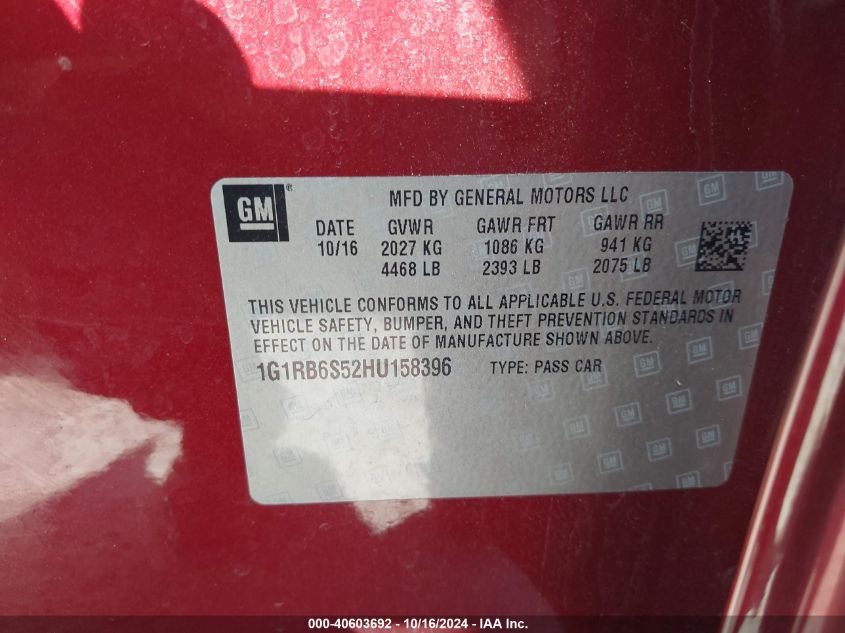 GM®
MFD BY GENERAL MOTORS LLC
DATE GVWR GAWR FRT GAWR RR
10/16 2027 KG 1086 KG 941 KG
4468 LB 2393 LB 2075 LB
THIS VEHICLE CONFORMS TO ALL APPLICABLE U.S. FEDERAL MOTOR
VEHICLE SAFETY, BUMPER, AND THEFT PREVENTION STANDARDS IN
EFFECT ON THE DATE OF MANUFACTURE SHOWN ABOVE.
1G1RB6S52HU158396 TYPE: PASS CAR
000-40603692 - 10/16/2024 - IAA Inc.